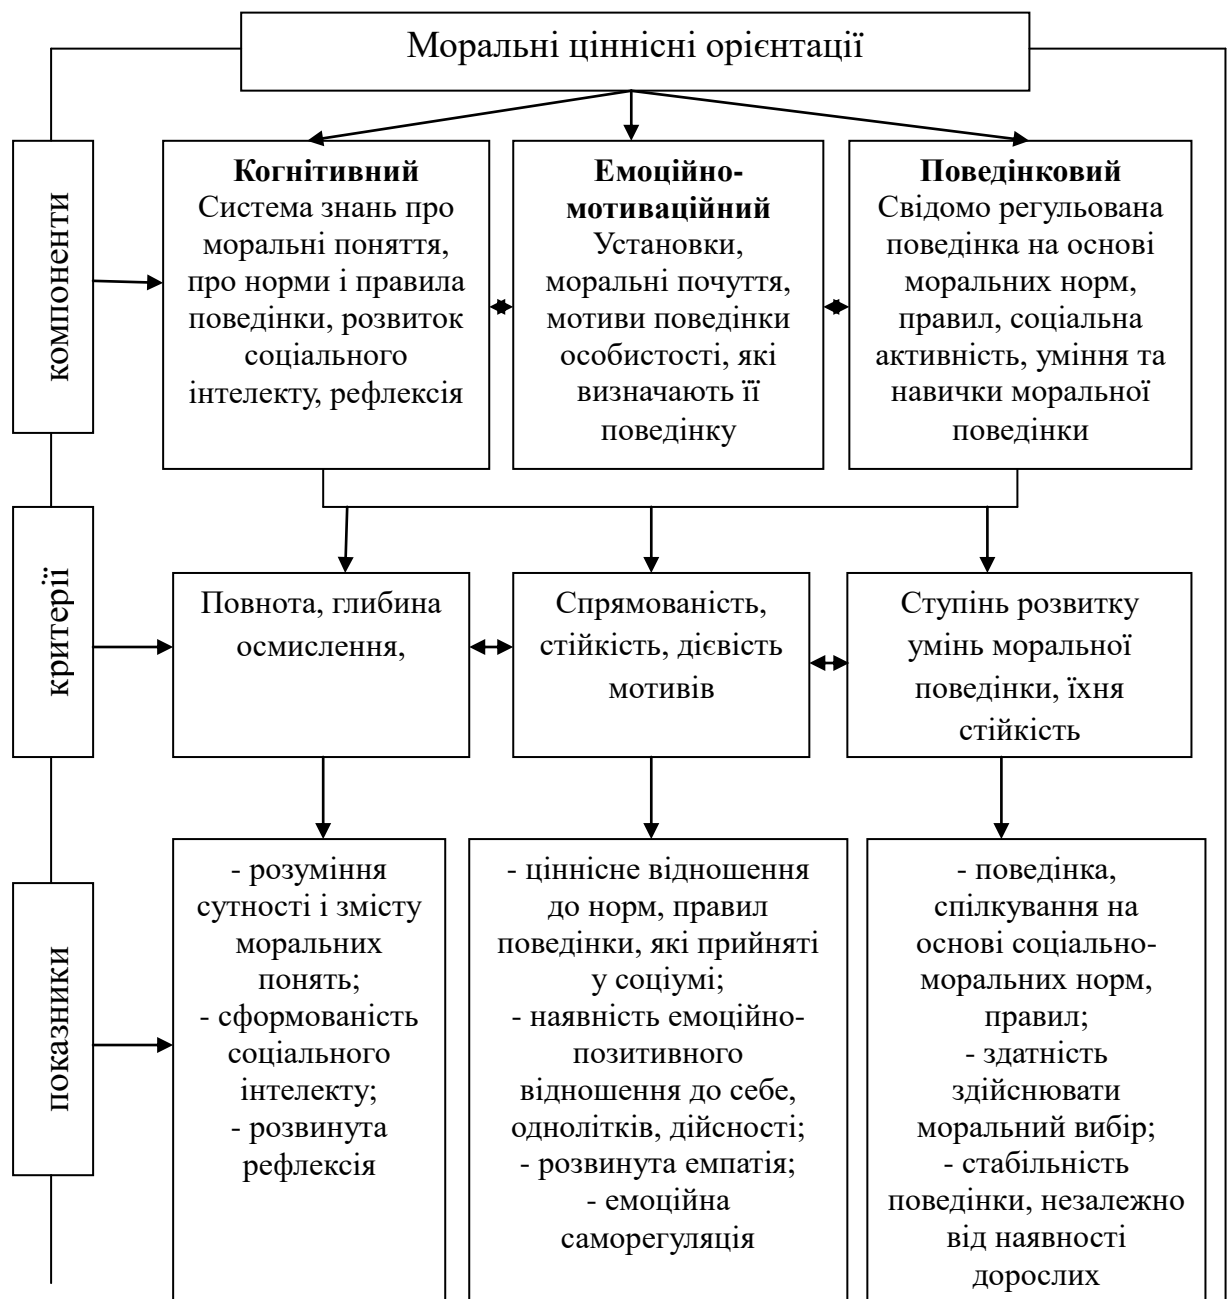 Моральні ціннісні орієнтації
компоненти
Когнітивний
Система знань про
моральні поняття,
про норми і правила
поведінки, розвиток
соціального
інтелекту, рефлексія
Емоційно-
мотиваційний
Установки,
моральні почуття,
мотиви поведінки
особистості, які
визначають її
поведінку
Поведінковий
Свідомо регульована
поведінка на основі
моральних норм,
правил, соціальна
активність, уміння та
навички моральної
поведінки
критерії
Повнота, глибина
осмислення,
Спрямованість,
стійкість, дієвість
мотивів
Ступінь розвитку
умінь моральної
поведінки, їхня
стійкість
показники
- розуміння
сутності і змісту
моральних
понять;
- сформованість
соціального
інтелекту;
- розвинута
рефлексія
- ціннісне відношення
до норм, правил
поведінки, які прийняті
у соціумі;
- наявність емоційно-
позитивного
відношення до себе,
однолітків, дійсності;
- розвинута емпатія;
- емоційна
саморегуляція
- поведінка,
спілкування на
основі соціально-
моральних норм,
правил;
- здатність
здійснювати
моральний вибір;
- стабільність
поведінки, незалежно
від наявності
дорослих